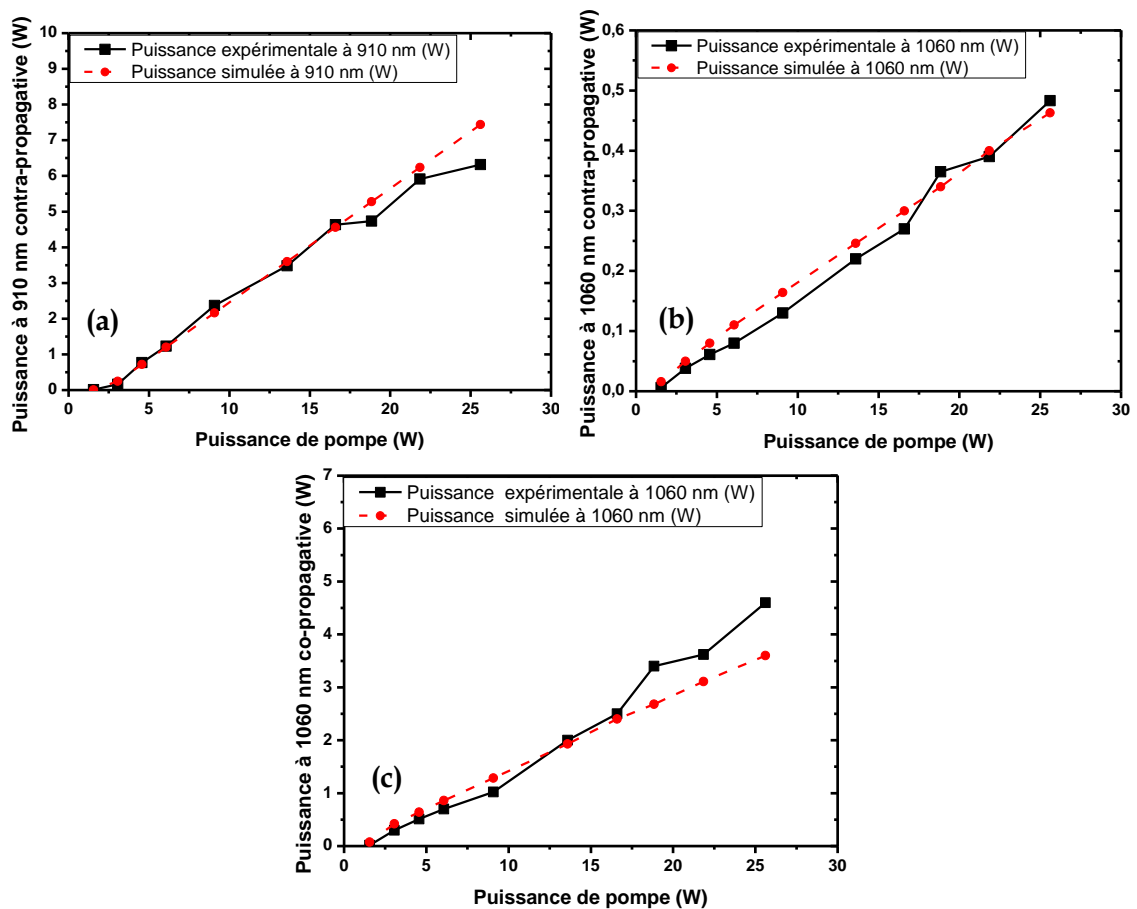 Puissance à 910 nm contra-propagative (W)
10
9
8
7
6
5
4
3
2
1
0
Puissance expérimentale à 910 nm (W)
Puissance simulée à 910 nm (W)
(a)
0 5 10 15 20 25 30
Puissance de pompe (W)
Puissance à 1060 nm contra-propagative (W)
0,6
0,5
0,4
0,3
0,2
0,1
0,0
Puissance expérimentale à 1060 nm (W)
Puissance simulée à 1060 nm (W)
(b)
0 5 10 15 20 25 30
Puissance de pompe (W)
Puissance à 1060 nm co-propagative (W)
7
6
5
4
3
2
1
0
Puissance expérimentale à 1060 nm (W)
Puissance simulée à 1060 nm (W)
(c)
0 5 10 15 20 25 30
Puissance de pompe (W)